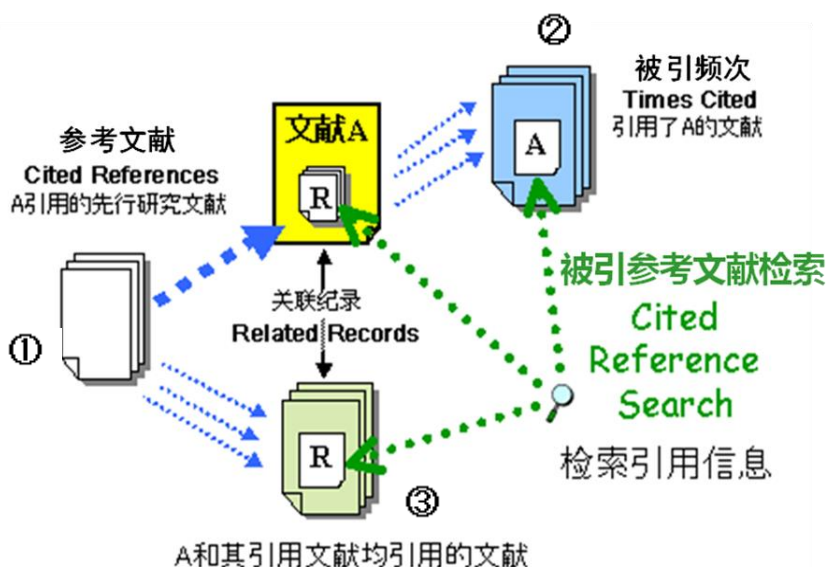 ②
被引频次
Times Cited
引用了A的文献
文献A
R
A
参考文献
Cited References
A引用的先行研究文献
被引参考文献检索
Cited
Reference
Search
检索引用信息
关联纪录
Related Records
①
R
③
A和其引用文献均引用的文献